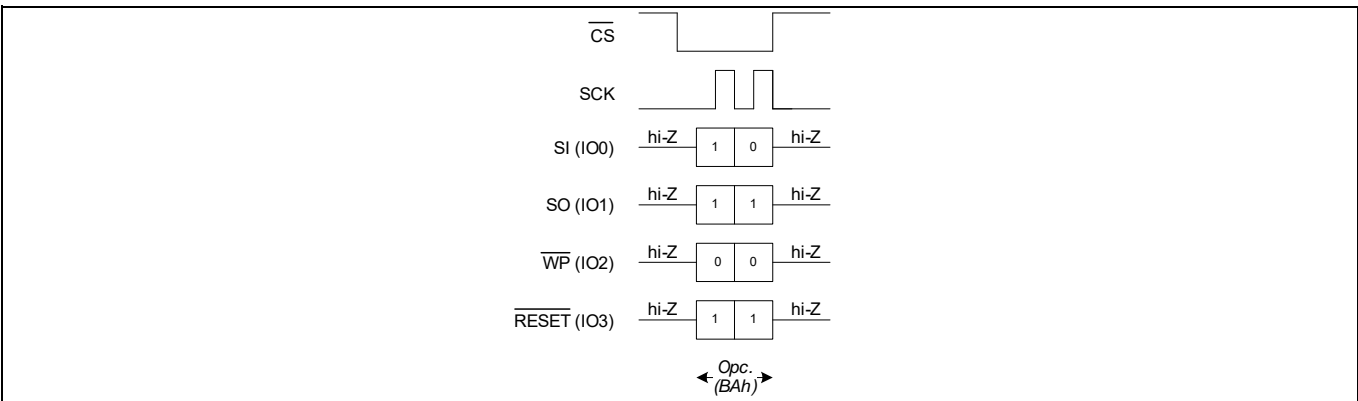 CS
SCK
SI (IO0) hi-Z 1 0 hi-Z
SO (IO1) hi-Z 1 1 hi-Z
WP (IO2) hi-Z 0 0 hi-Z
RESET (IO3) hi-Z 1 1 hi-Z
Opc.
(BAh)